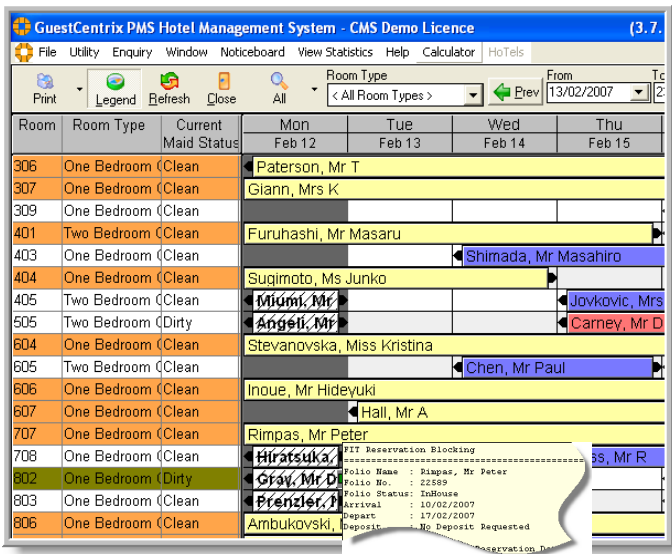 GuestCentrix PMS Hotel Management System - CMS Demo Licence (3.7.
File Utility Enquiry Window Noticeboard View Statistics Help Calculator HoTels
Print Legend Refresh Close All Room Type < All Room Types > Prev From 13/02/2007 To 23
Room Room Type Current Maid Status Mon Feb 12 Tue Feb 13 Wed Feb 14 Thu Feb 15
306 One Bedroom ( Clean Paterson, Mr T
307 One Bedroom ( Clean Giann, Mrs K
309 One Bedroom ( Clean
401 Two Bedroom ( Clean Furuhashi, Mr Masaru
403 One Bedroom ( Clean Shimada, Mr Masahiro
404 One Bedroom ( Clean Sugimoto, Ms Junko
405 Two Bedroom ( Clean Miumi, Mr Jovkovic, Mrs
505 Two Bedroom ( Dirty Angeli, Mr Carney, Mr D
604 One Bedroom ( Clean Stevanovska, Miss Kristina
605 Two Bedroom ( Clean Chen, Mr Paul
606 One Bedroom ( Clean Inoue, Mr Hideyuki
607 One Bedroom ( Clean Hall, Mr A
707 One Bedroom ( Clean Rimpas, Mr Peter
708 One Bedroom ( Clean Hiratsuka, ss, Mr R
802 One Bedroom ( Dirty Gray, Mr D
803 One Bedroom ( Clean Prenzler,
806 One Bedroom ( Clean Ambukovski,
FIT Reservation Blocking
Folio Name : Rimpas, Mr Peter
Folio No. : 22589
Folio Status: InHouse
Arrival : 10/02/2007
Depart : 17/02/2007
Deposit : No Deposit Requested
Reservation De